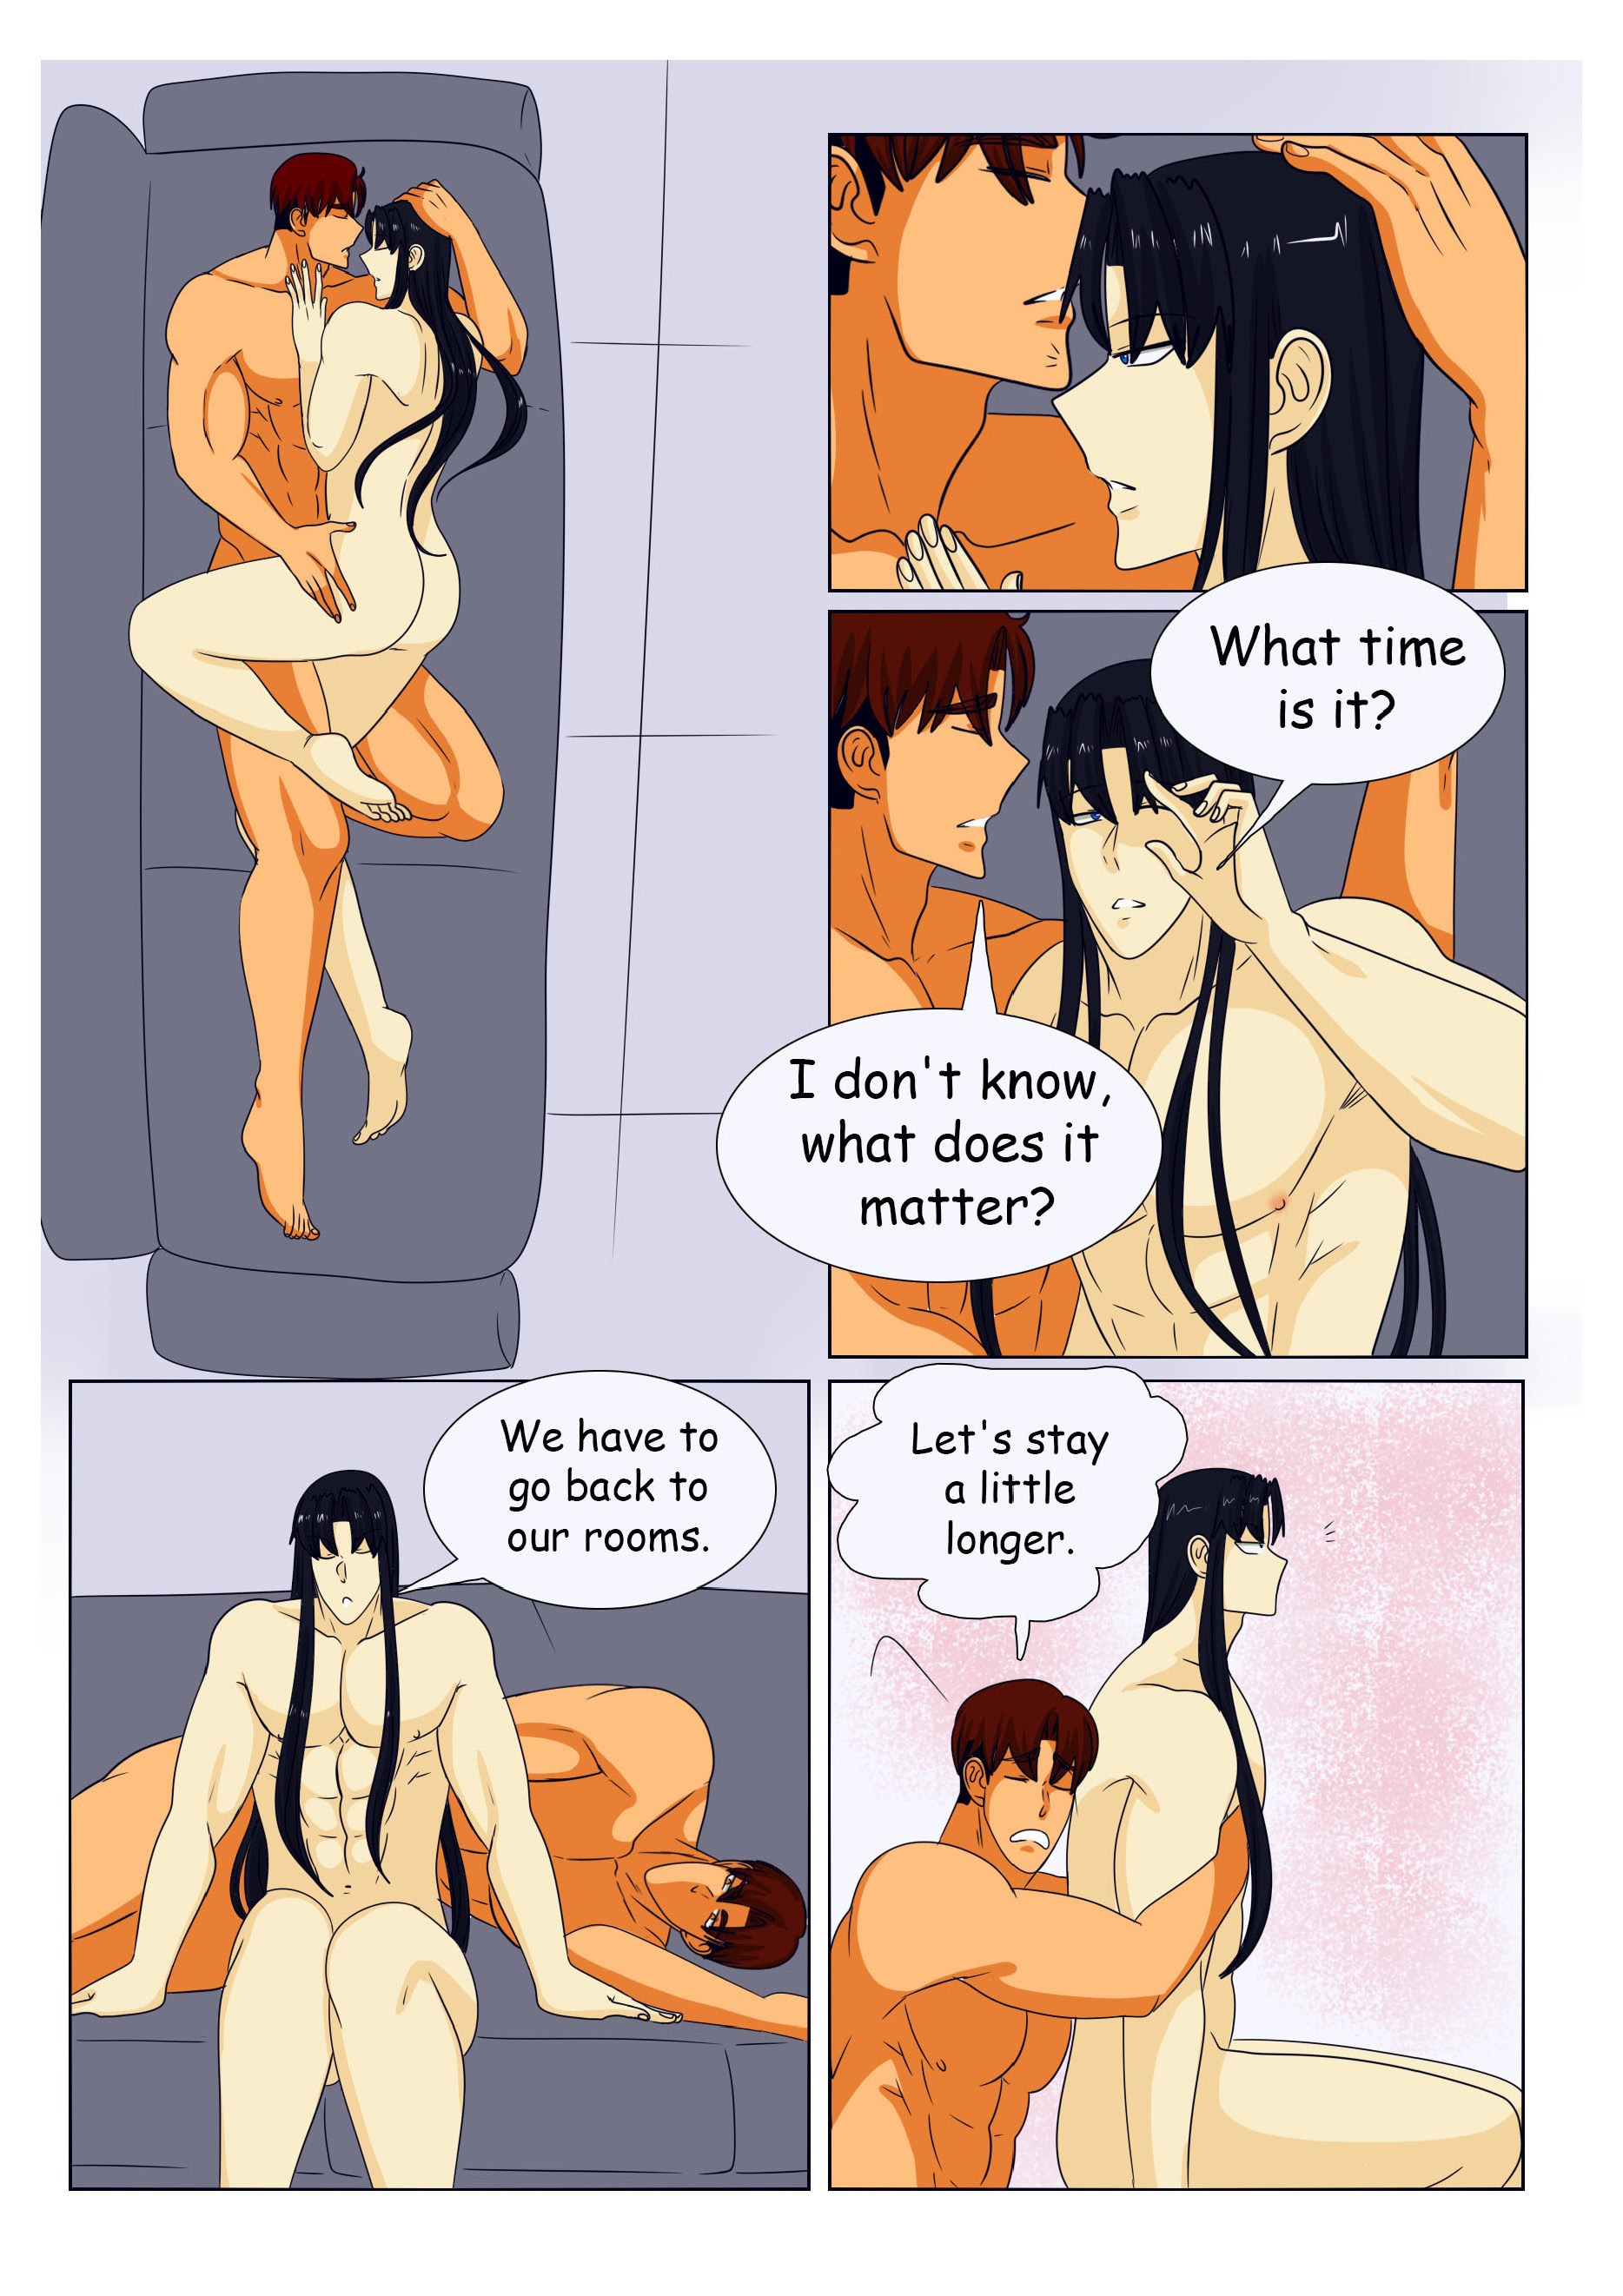 What time
is it?
I don't know,
what does it
matter?
We have to
go back to
our rooms.
Let's stay
a little
longer.